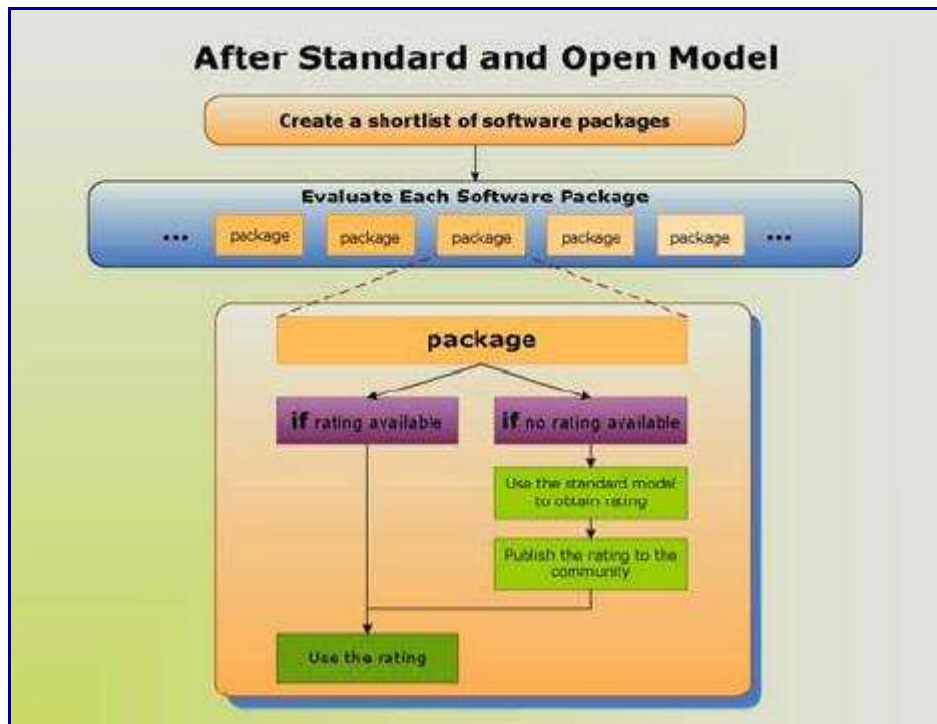 After Standard and Open Model
Create a shortlist of software packages
Evaluate Each Software Package
... package package package package package ...
package
if rating available
if no rating available
Use the standard model
to obtain rating
Publish the rating to the
community
Use the rating